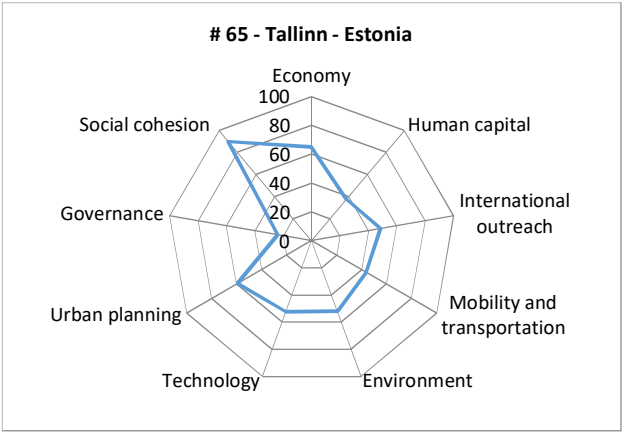 # 65 - Tallinn - Estonia
Economy
100
80
60
40
20
0
Human capital
International
outreach
Mobility and
transportation
Environment
Technology
Urban planning
Governance
Social cohesion